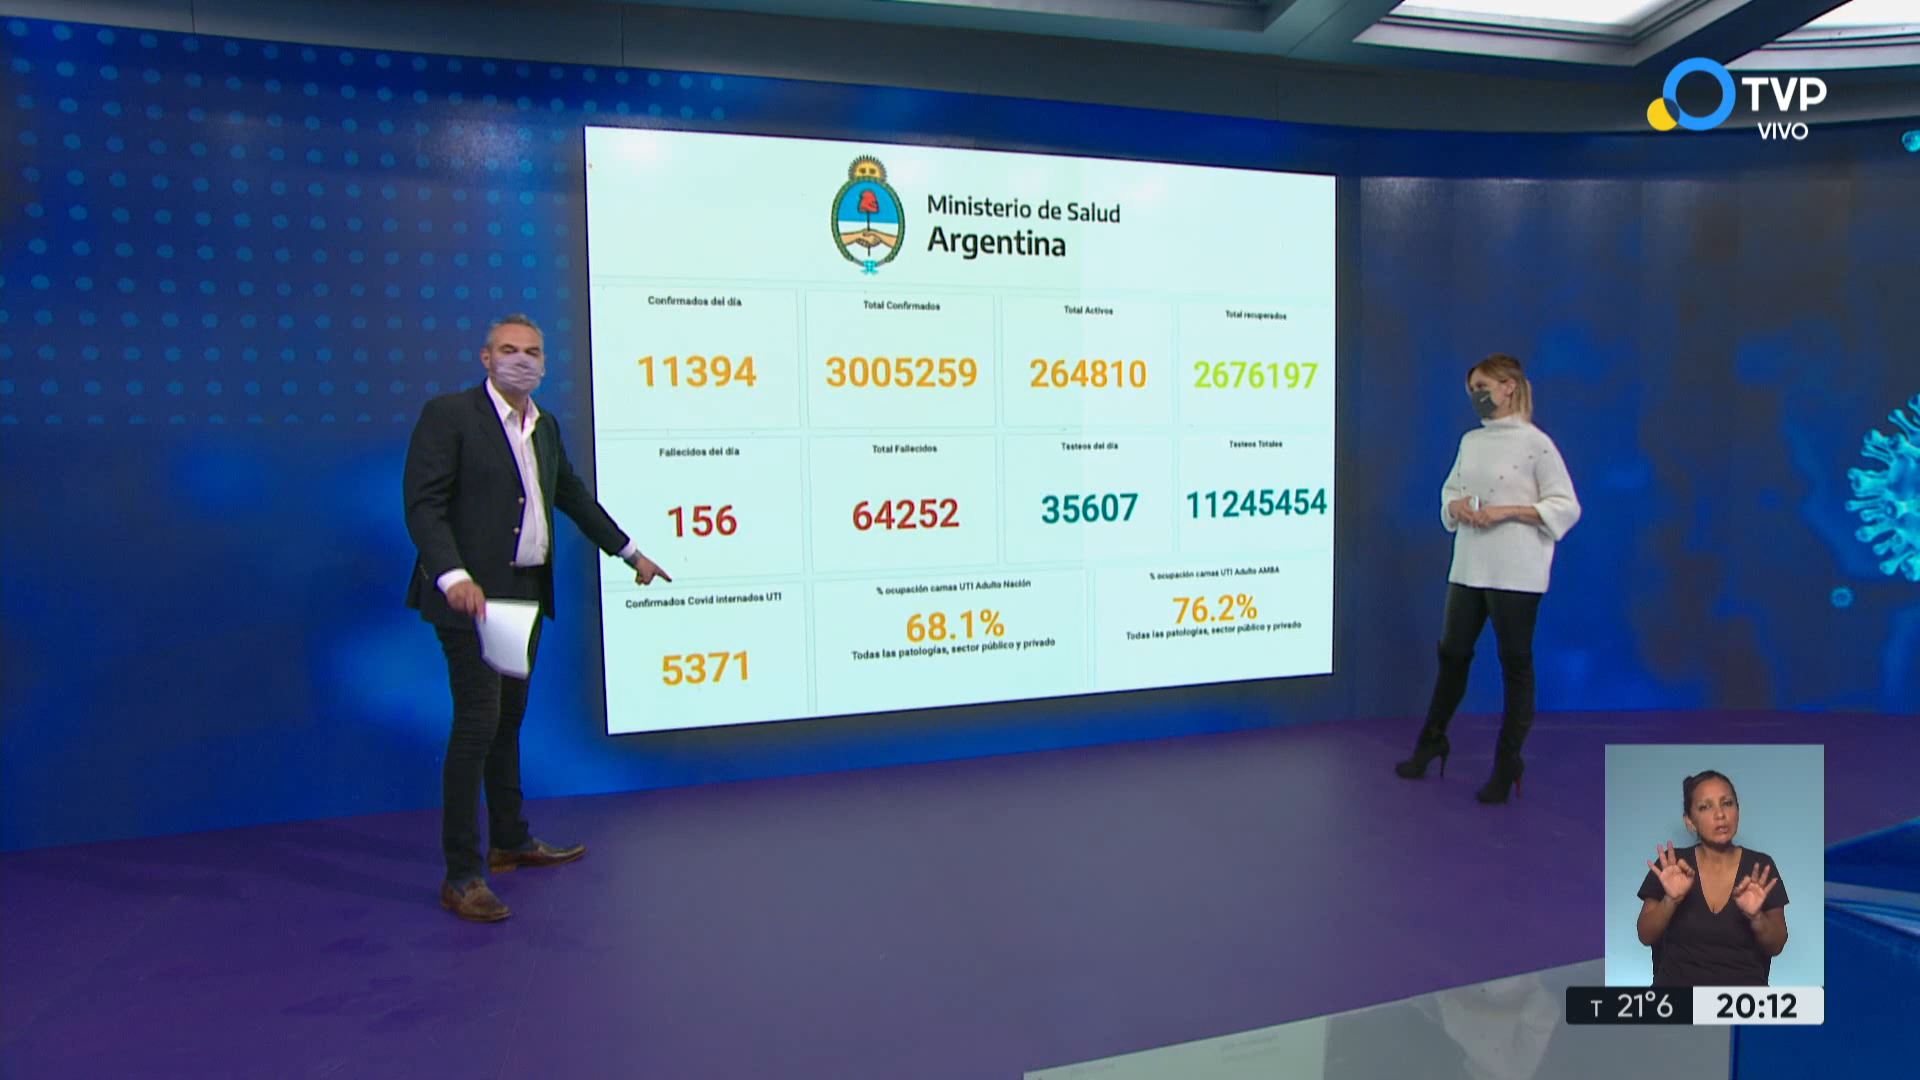 TVP
VIVO
Ministerio de Salud
Argentina
Confirmados del día
11394
Total Confirmados
3005259
Total Activos
264810
Total recuperados
2676197
Fallecidos del día
156
Total Fallecidos
64252
Testeos del día
35607
Testeos Totales
11245454
Confirmados Covid internados UTI
5371
% ocupación camas UTI Adulto Nación
68.1%
Todas las patologías, sector público y privado
% ocupación camas UTI Adulto AMBA
76.2%
Todas las patologías, sector público y privado
T 21°6
20:12